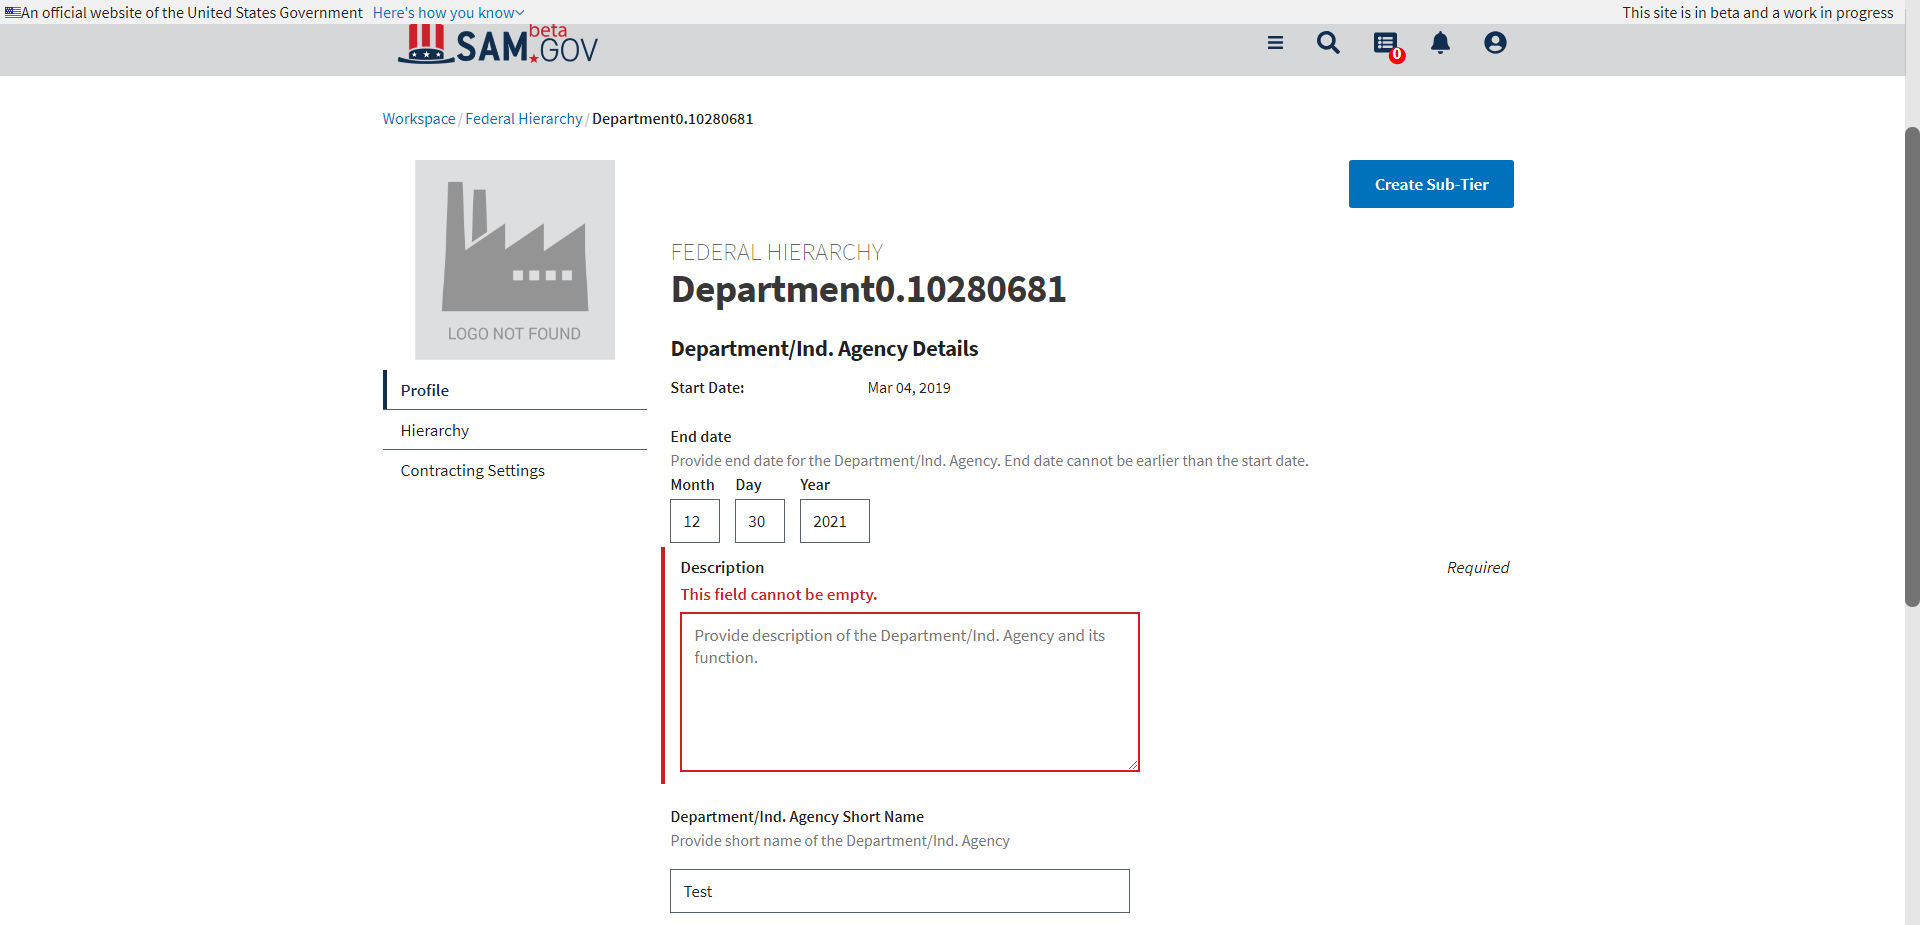 An official website of the United States Government Here's how you know
This site is in beta and a work in progress
SAM.GOV beta
0
Workspace / Federal Hierarchy / Department0.10280681
LOGO NOT FOUND
Profile
Hierarchy
Contracting Settings
Create Sub-Tier
FEDERAL HIERARCHY
Department0.10280681
Department/Ind. Agency Details
Start Date: Mar 04, 2019
End date
Provide end date for the Department/Ind. Agency. End date cannot be earlier than the start date.
Month Day Year
12 30 2021
Description Required
This field cannot be empty.
Provide description of the Department/Ind. Agency and its
function.
Department/Ind. Agency Short Name
Provide short name of the Department/Ind. Agency
Test